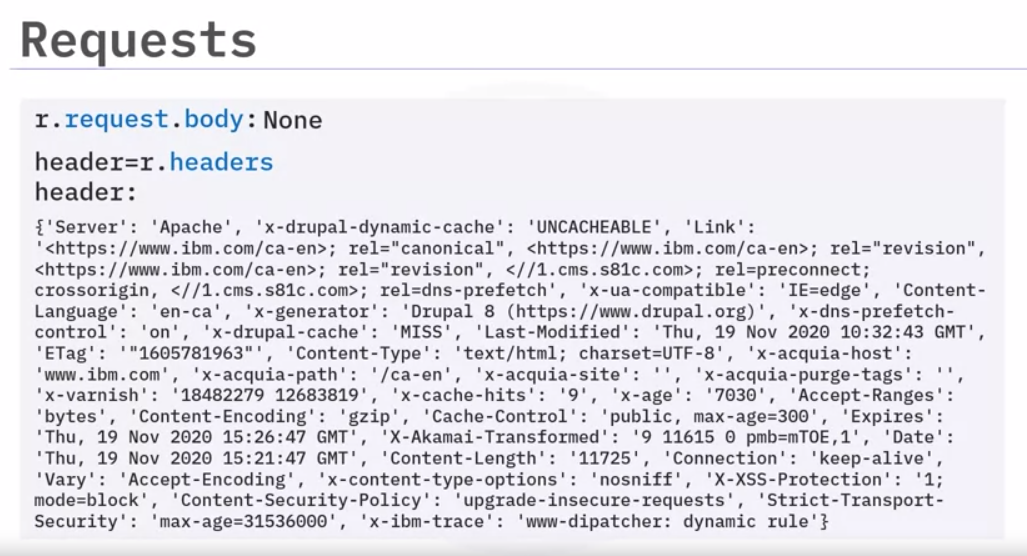 Requests
r.request.body: None
header=r.headers
header:
{'Server': 'Apache', 'x-drupal-dynamic-cache': 'UNCACHEABLE', 'Link':
'<https://www.ibm.com/ca-en>; rel="canonical", <https://www.ibm.com/ca-en>; rel="revision",
<https://www.ibm.com/ca-en>; rel="revision", <//1.cms.s81c.com>; rel=preconnect;
crossorigin, <//1.cms.s81c.com>; rel=dns-prefetch', 'x-ua-compatible': 'IE=edge', 'Content-
Language': 'en-ca', 'x-generator': 'Drupal 8 (https://www.drupal.org)', 'x-dns-prefetch-
control': 'on', 'x-drupal-cache': 'MISS', 'Last-Modified': 'Thu, 19 Nov 2020 10:32:43 GMT',
'ETag': '"1605781963"', 'Content-Type': 'text/html; charset=UTF-8', 'x-acquia-host':
'www.ibm.com', 'x-acquia-path': '/ca-en', 'x-acquia-site': '', 'x-acquia-purge-tags': '',
'x-varnish': '18482279 12683819', 'x-cache-hits': '9', 'x-age': '7030', 'Accept-Ranges':
'bytes', 'Content-Encoding': 'gzip', 'Cache-Control': 'public, max-age=300', 'Expires':
'Thu, 19 Nov 2020 15:26:47 GMT', 'X-Akamai-Transformed': '9 11615 0 pmb=mTOE,1', 'Date':
'Thu, 19 Nov 2020 15:21:47 GMT', 'Content-Length': '11725', 'Connection': 'keep-alive',
'Vary': 'Accept-Encoding', 'x-content-type-options': 'nosniff', 'X-XSS-Protection': '1;
mode=block', 'Content-Security-Policy': 'upgrade-insecure-requests', 'Strict-Transport-
Security': 'max-age=31536000', 'x-ibm-trace': 'www-dipatcher: dynamic rule'}